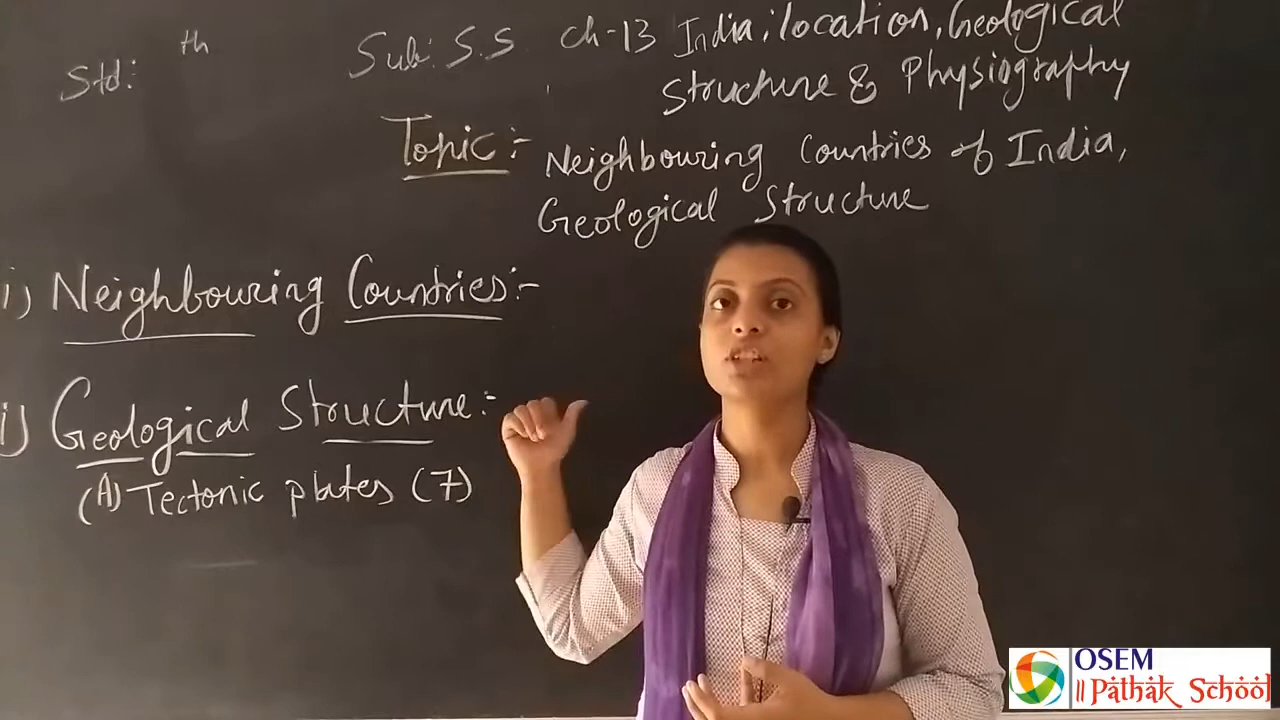 Std: th
Sub: S.S. Ch-13 India: location, Geological
Structure & Physiography
Topic:- Neighbouring Countries of India,
Geological Structure
i) Neighbouring Countries:-
i) Geological Structure:-
(A) Tectonic plates (7)
OSEM
॥ Pathak School